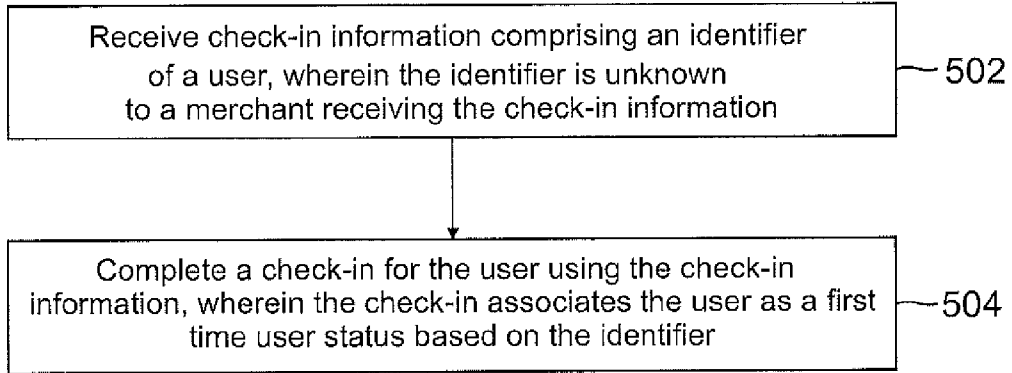 Receive check-in information comprising an identifier
of a user, wherein the identifier is unknown
to a merchant receiving the check-in information
502
Complete a check-in for the user using the check-in
information, wherein the check-in associates the user as a first
time user status based on the identifier
504